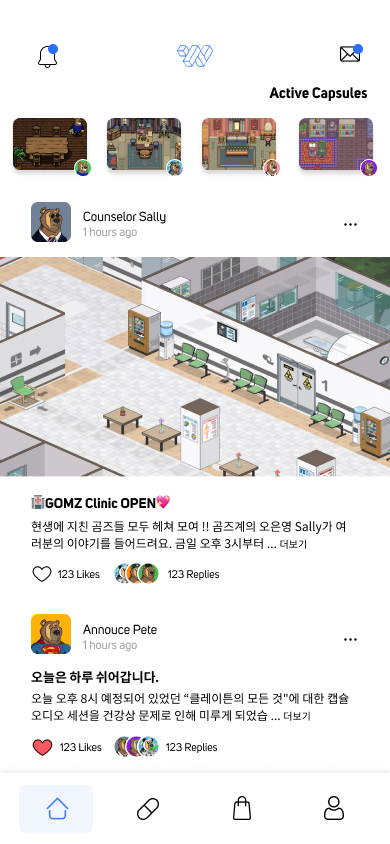 Active Capsules
Counselor Sally
1 hours ago
1
🏥GOMZ Clinic OPEN💖
현생에 지친 곰즈들 모두 헤쳐 모여 !! 곰즈계의 오은영 Sally가 여
러분의 이야기를 들어드려요. 금일 오후 3시부터 ... 더보기
123 Likes
123 Replies
Annouce Pete
1 hours ago
오늘은 하루 쉬어갑니다.
오늘 오후 8시 예정되어 있었던 “클레이튼의 모든 것"에 대한 캡슐
오디오 세션을 건강상 문제로 인해 미루게 되었습 ... 더보기
123 Likes
123 Replies